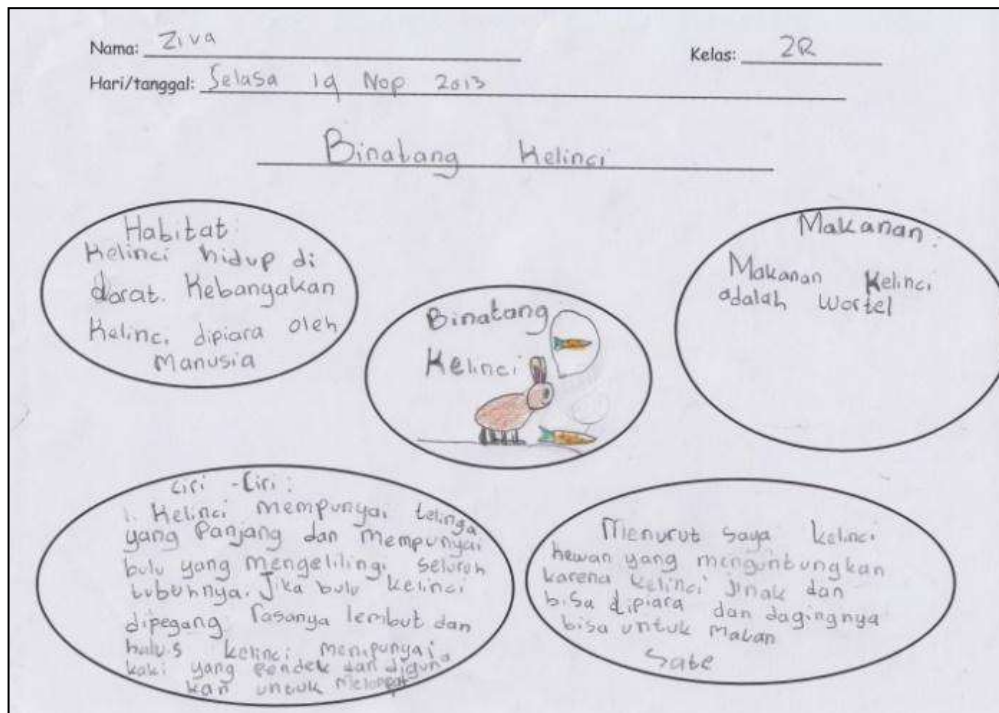 Nama: Ziva
Kelas: 2R
Hari/tanggal: Selasa 19 Nop 2013
Binatang Kelinci
Habitat:
Kelinci hidup di
darat. Kebanyakan
Kelinci dipiara oleh
Manusia
Makanan:
Makanan Kelinci
adalah Wortel
Binatang
Kelinci
Ciri-Ciri:
1. Kelinci mempunyai telinga
yang Panjang dan mempunyai
bulu yang mengelilingi seluruh
tubuhnya. Jika bulu kelinci
dipegang rasanya lembut dan
halus kelinci mempunyai
kaki yang pendek dan diguna
kan untuk melompat
Menurut saya kelinci
hewan yang menguntungkan
karena kelinci jinak dan
bisa dipiara dan dagingnya
bisa untuk makan
Sate